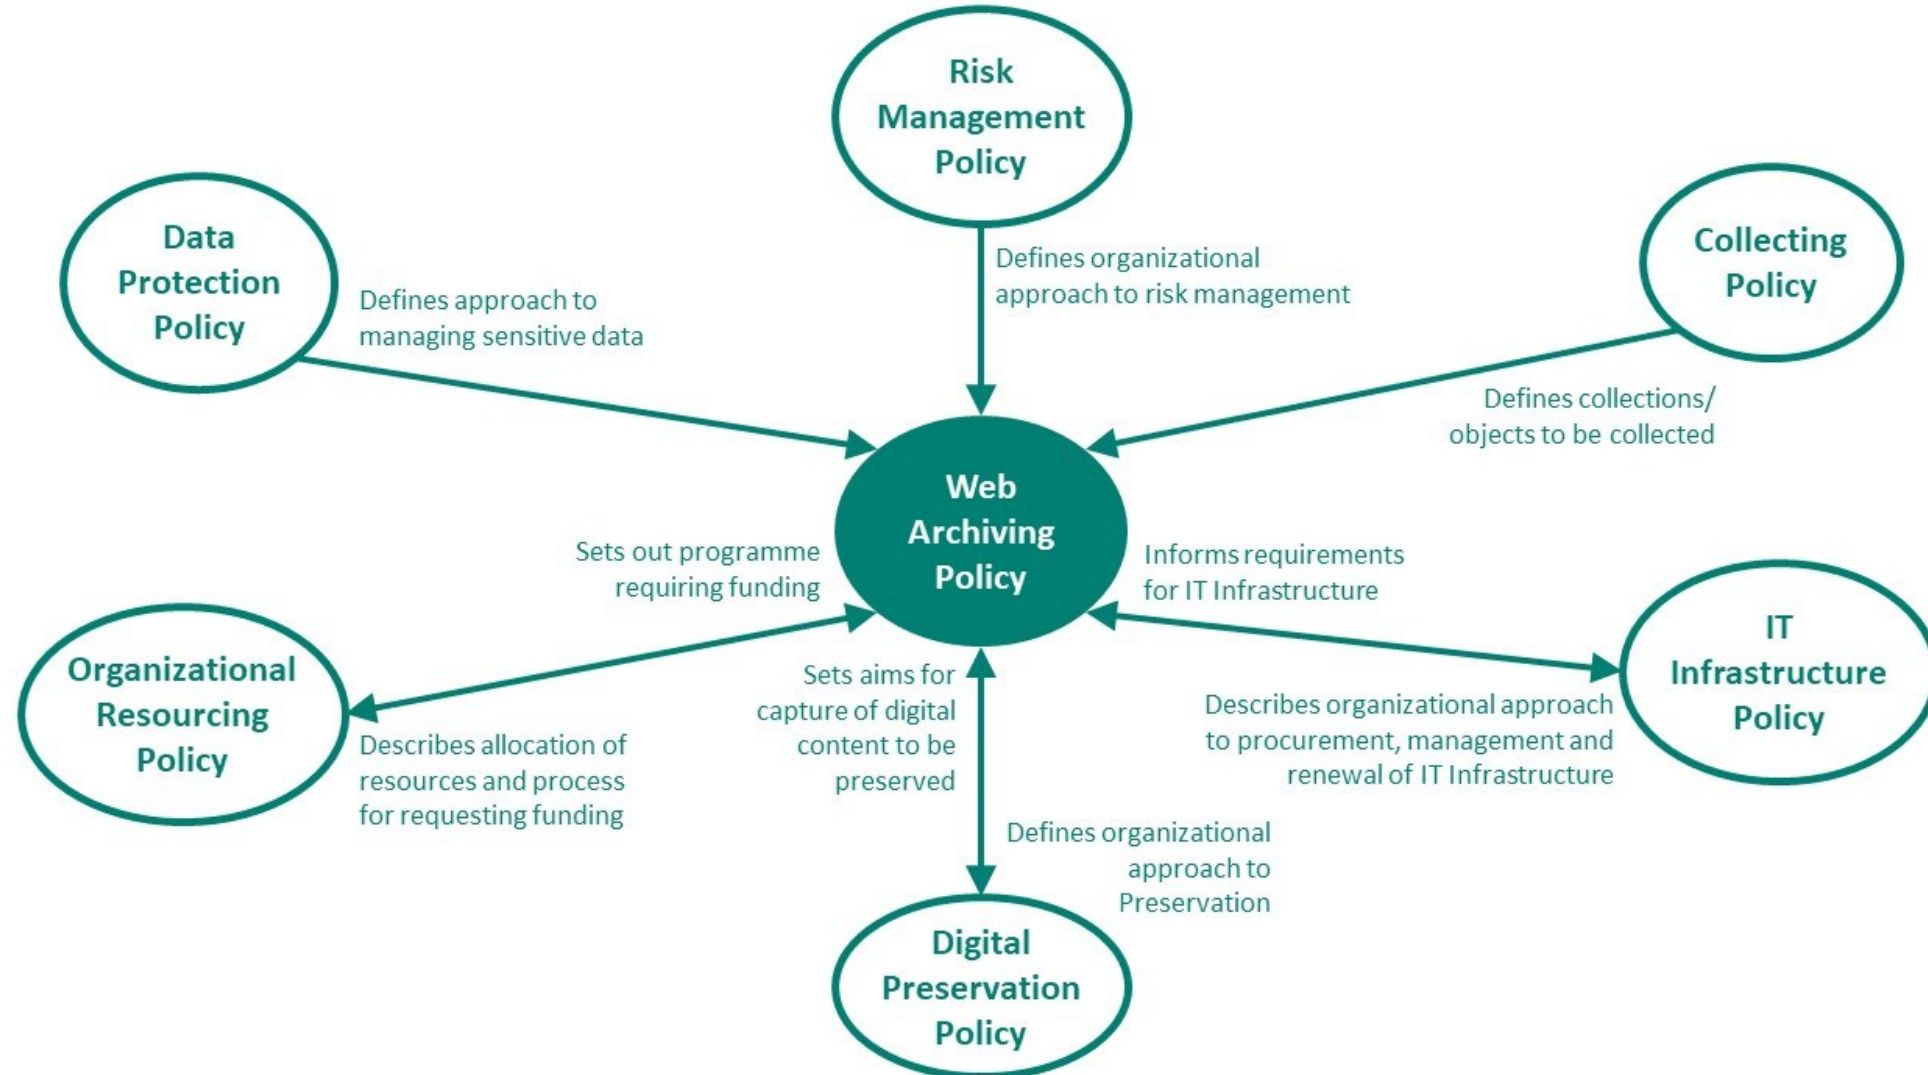 Risk
Management
Policy
Data
Protection
Policy
Collecting
Policy
Defines approach to
managing sensitive data
Defines organizational
approach to risk management
Defines collections/
objects to be collected
Web
Archiving
Policy
Sets out programme
requiring funding
Informs requirements
for IT Infrastructure
Organizational
Resourcing
Policy
IT
Infrastructure
Policy
Describes allocation of
resources and process
for requesting funding
Sets aims for
capture of digital
content to be
preserved
Describes organizational approach
to procurement, management and
renewal of IT Infrastructure
Defines organizational
approach to
Preservation
Digital
Preservation
Policy